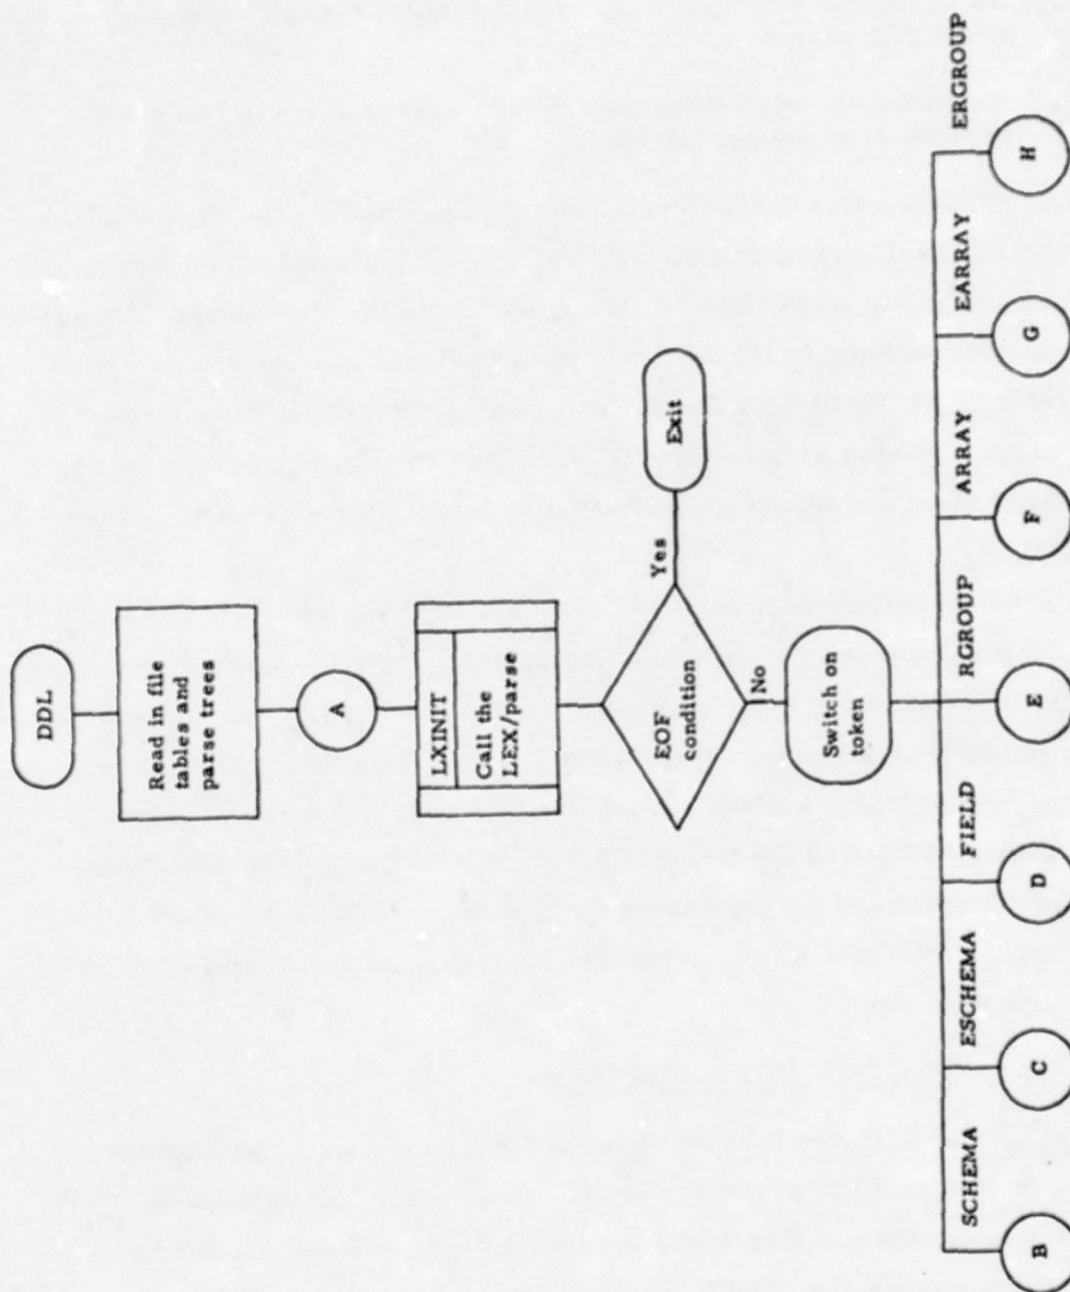 DDL
Read in file
tables and
parse trees
A
LXINIT
Call the
LEX/parse
EOF
condition
Yes
Exit
No
Switch on
token
SCHEMA
ESCHEMA
FIELD
RGROUP
ARRAY
EARRAY
ERGROUP
B
C
D
E
F
G
H